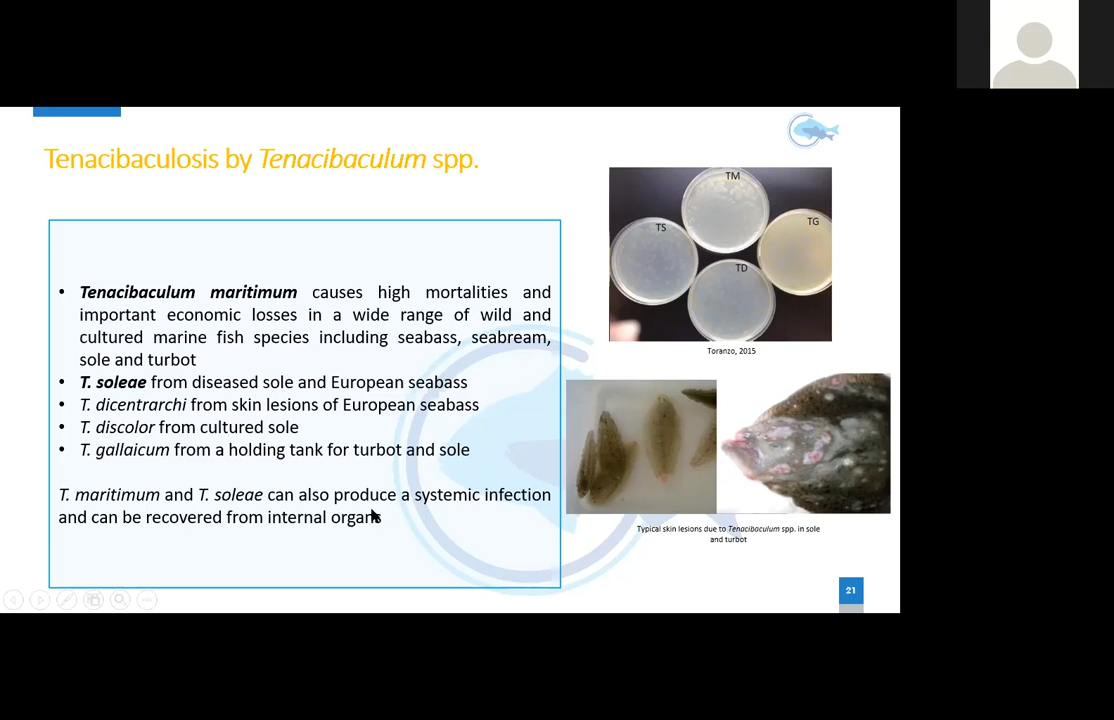 Tenacibaculosis by Tenacibaculum spp.
• Tenacibaculum maritimum causes high mortalities and
important economic losses in a wide range of wild and
cultured marine fish species including seabass, seabream,
sole and turbot
• T. soleae from diseased sole and European seabass
• T. dicentrarchi from skin lesions of European seabass
• T. discolor from cultured sole
• T. gallaicum from a holding tank for turbot and sole
T. maritimum and T. soleae can also produce a systemic infection
and can be recovered from internal organs
TM
TS
TG
TD
Toranzo, 2015
Typical skin lesions due to Tenacibaculum spp. in sole
and turbot
21